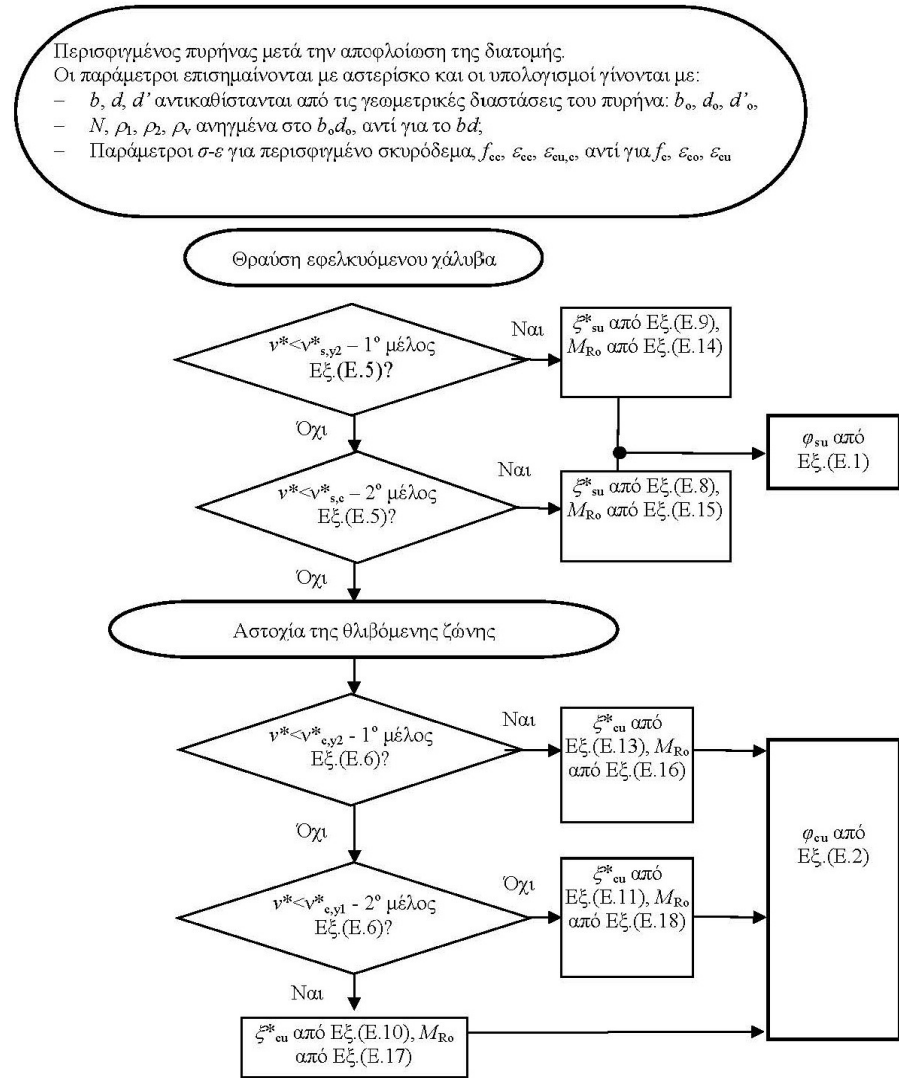 Περισφιγμένος πυρήνας μετά την αποφλοίωση της διατομής.
Οι παράμετροι επισημαίνονται με αστερίσκο και οι υπολογισμοί γίνονται με:
– b, d, d’ αντικαθίστανται από τις γεωμετρικές διαστάσεις του πυρήνα: bo, do, d’o,
– N, ρ1, ρ2, ρv ανηγμένα στο bodo, αντί για το bd;
– Παράμετροι σ-ε για περισφιγμένο σκυρόδεμα, fcc, εcc, εcu,c, αντί για fc, εco, εcu
Θραύση εφελκυόμενου χάλυβα
ν*<ν*s,y2 – 1º μέλος
Εξ.(Ε.5)?
Ναι
ξ*su από Εξ.(Ε.9),
MRo από Εξ.(Ε.14)
Όχι
φsu από
Εξ.(Ε.1)
ν*<ν*s,c – 2º μέλος
Εξ.(Ε.5)?
Ναι
ξ*su από Εξ.(Ε.8),
MRo από Εξ.(Ε.15)
Όχι
Αστοχία της θλιβόμενης ζώνης
ν*<ν*c,y2 - 1º μέλος
Εξ.(Ε.6)?
Ναι
ξ*cu από
Εξ.(Ε.13), MRo
από Εξ.(Ε.16)
Όχι
φcu από
Εξ.(Ε.2)
ν*<ν*c,y1 - 2º μέλος
Εξ.(Ε.6)?
Όχι
ξ*cu από
Εξ.(Ε.11), MRo
από Εξ.(Ε.18)
Ναι
ξ*cu από Εξ.(Ε.10), MRo
από Εξ.(Ε.17)